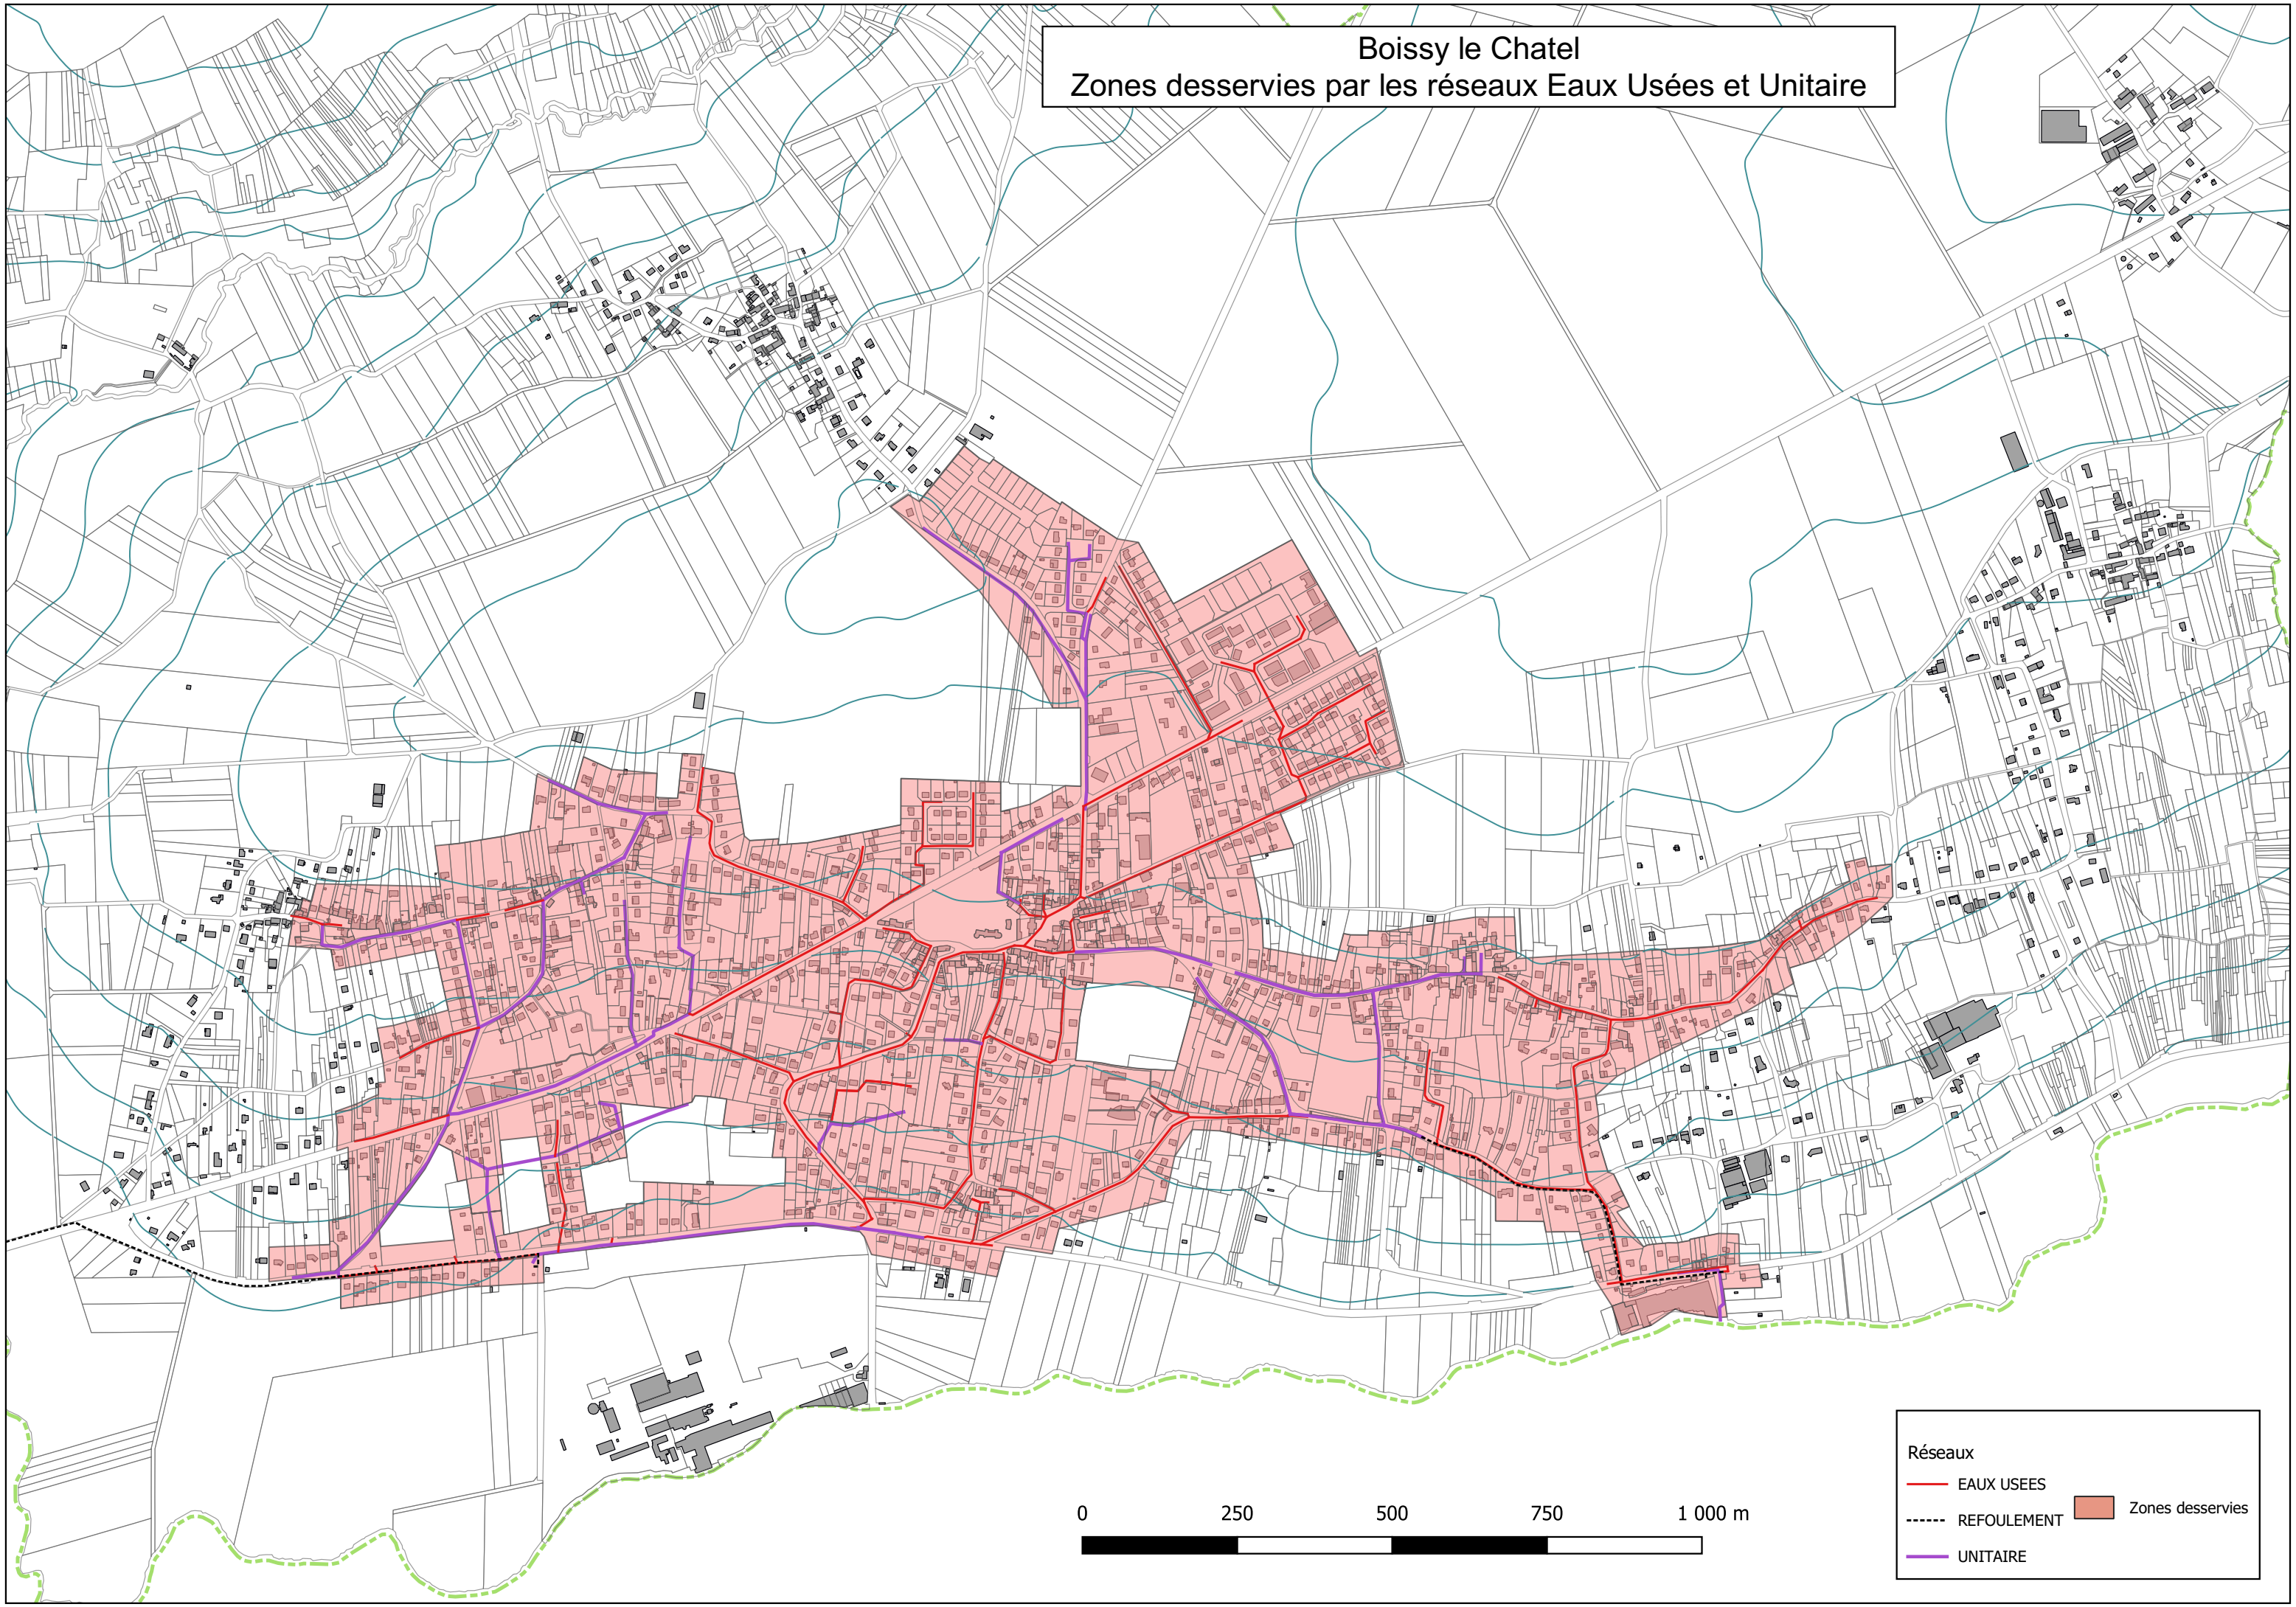 Boissy le Chatel
Zones desservies par les réseaux Eaux Usées et Unitaire
0 250 500 750 1 000 m
Réseaux
EAUX USEES
REFOULEMENT
UNITAIRE
Zones desservies